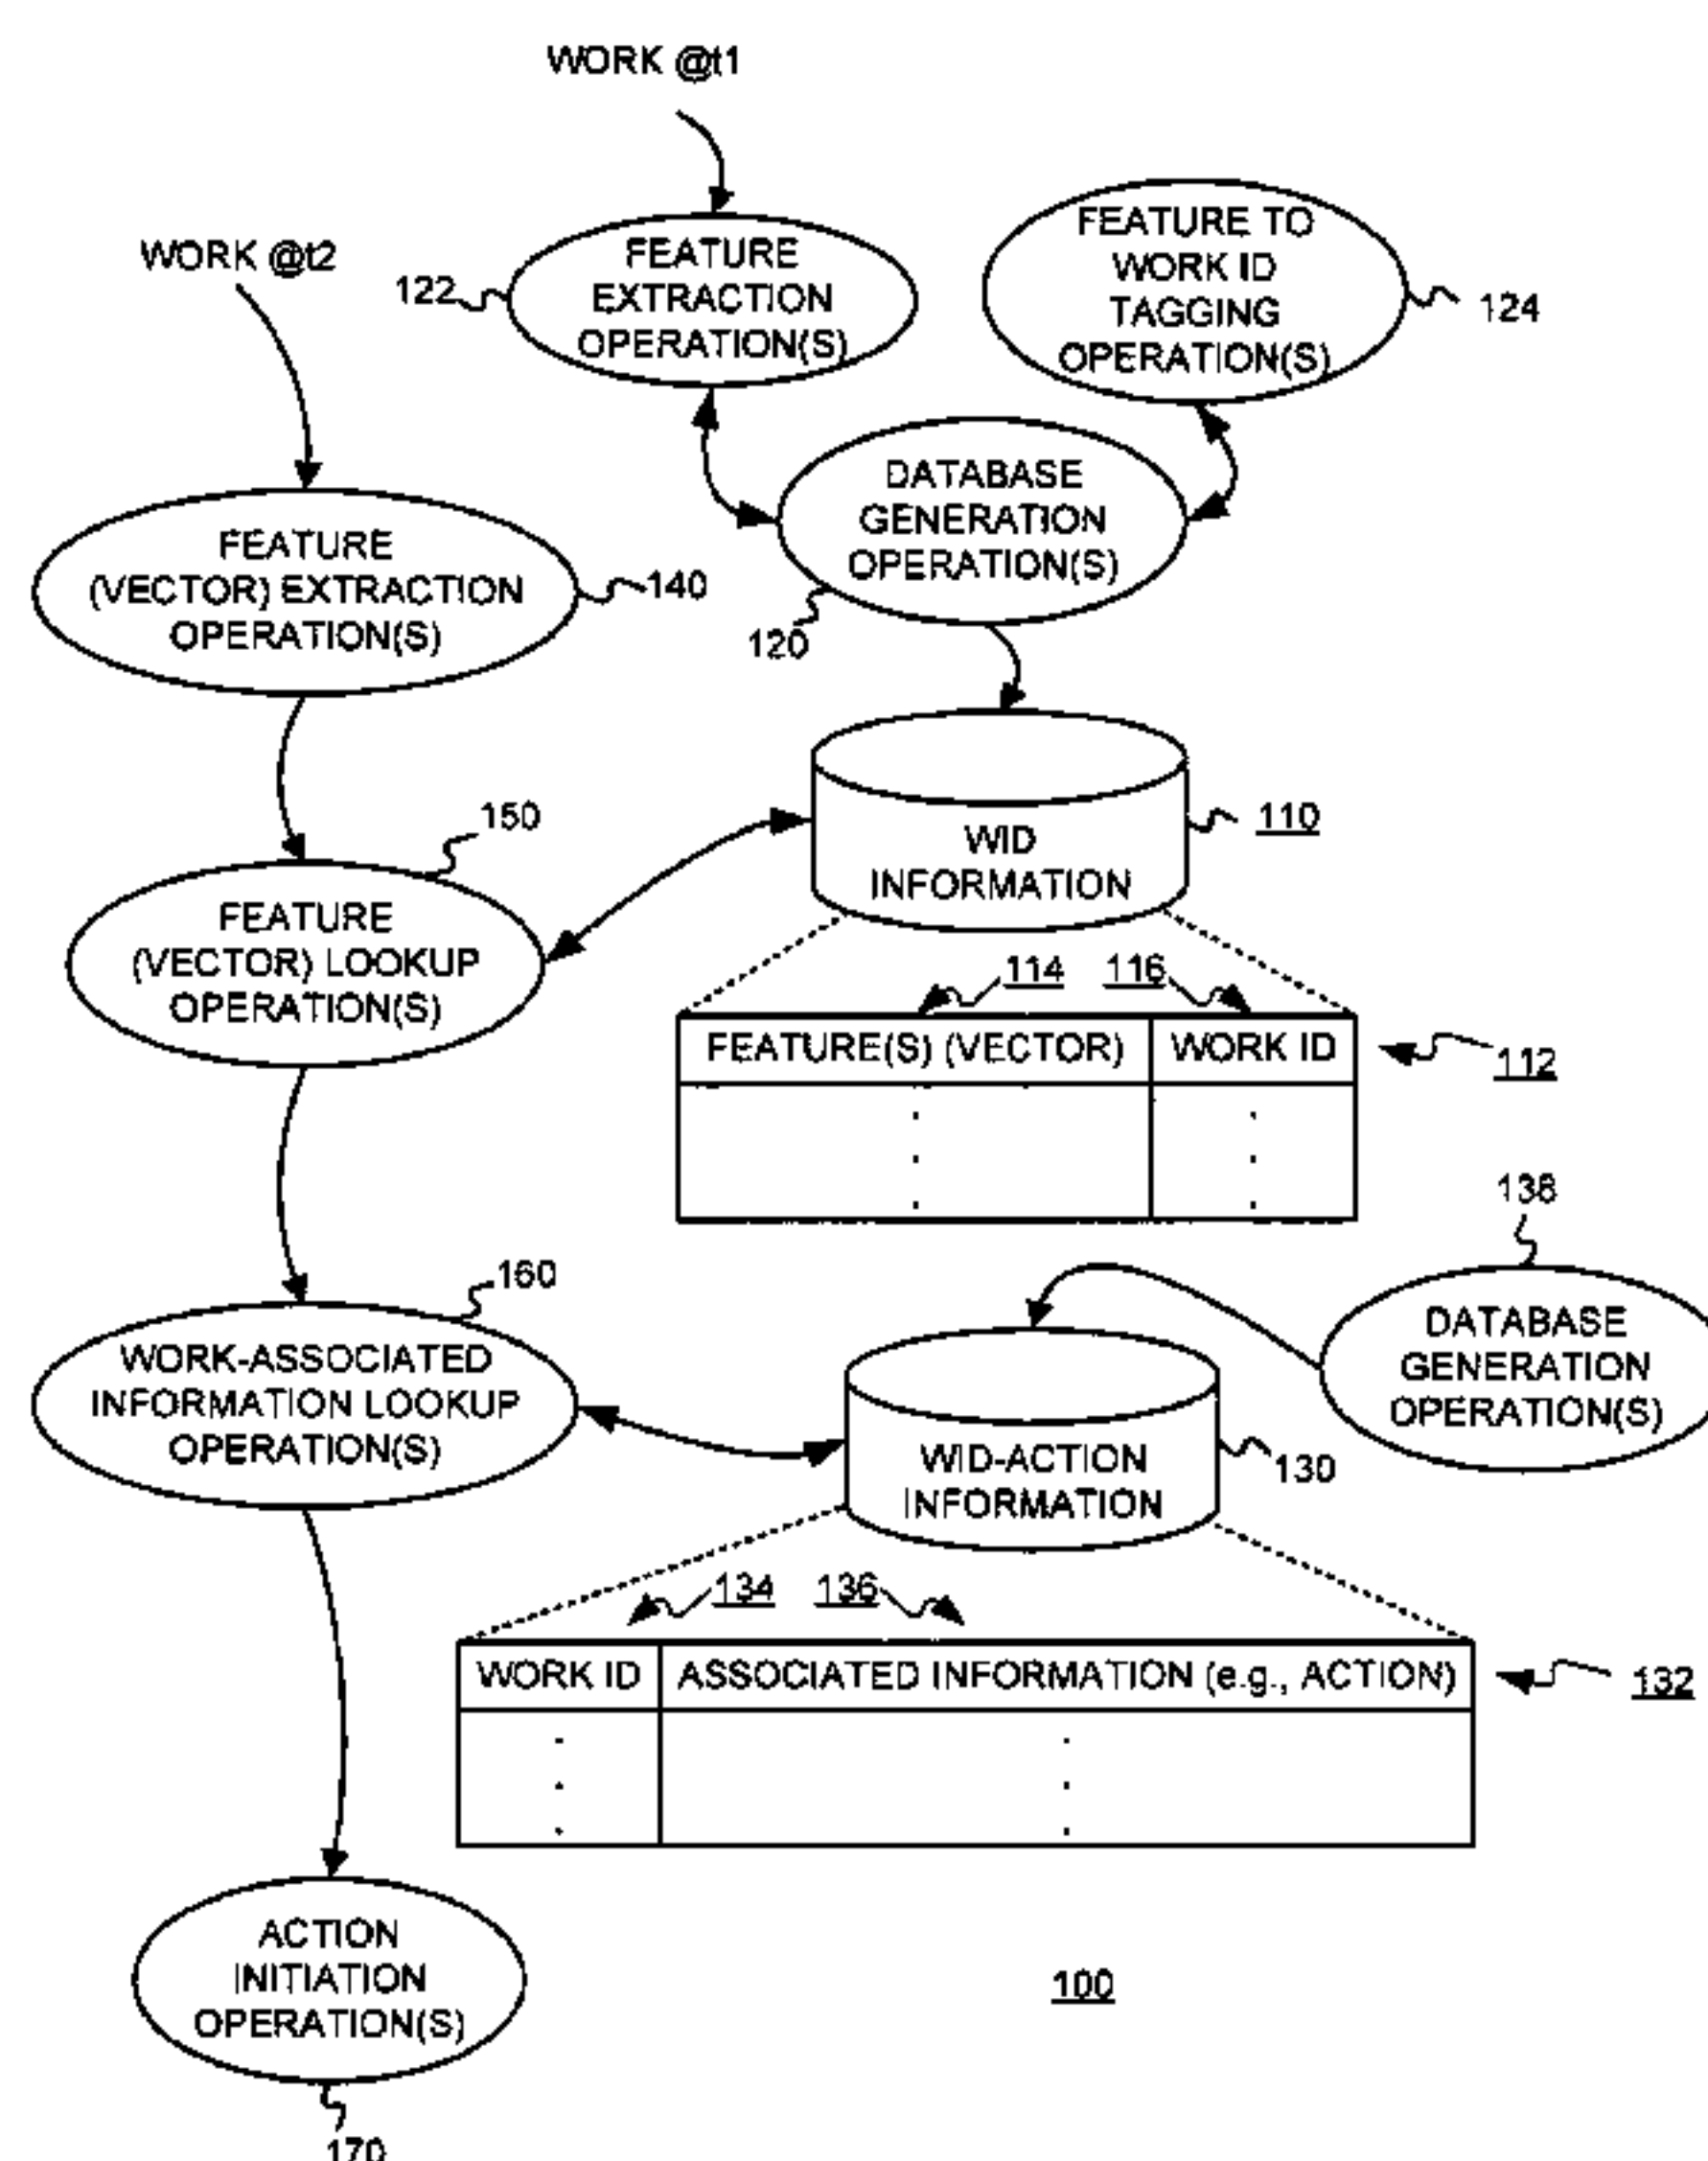 WORK @t1
WORK @t2
122
FEATURE
EXTRACTION
OPERATION(S)
FEATURE TO
WORK ID
TAGGING
OPERATION(S)
124
DATABASE
GENERATION
OPERATION(S)
120
FEATURE
(VECTOR) EXTRACTION
OPERATION(S)
140
150
WID
INFORMATION
110
FEATURE
(VECTOR) LOOKUP
OPERATION(S)
114
116
FEATURE(S) (VECTOR)
WORK ID
112
138
160
DATABASE
GENERATION
OPERATION(S)
WORK-ASSOCIATED
INFORMATION LOOKUP
OPERATION(S)
WID-ACTION
INFORMATION
130
134
136
WORK ID
ASSOCIATED INFORMATION (e.g., ACTION)
132
ACTION
INITIATION
OPERATION(S)
100
170